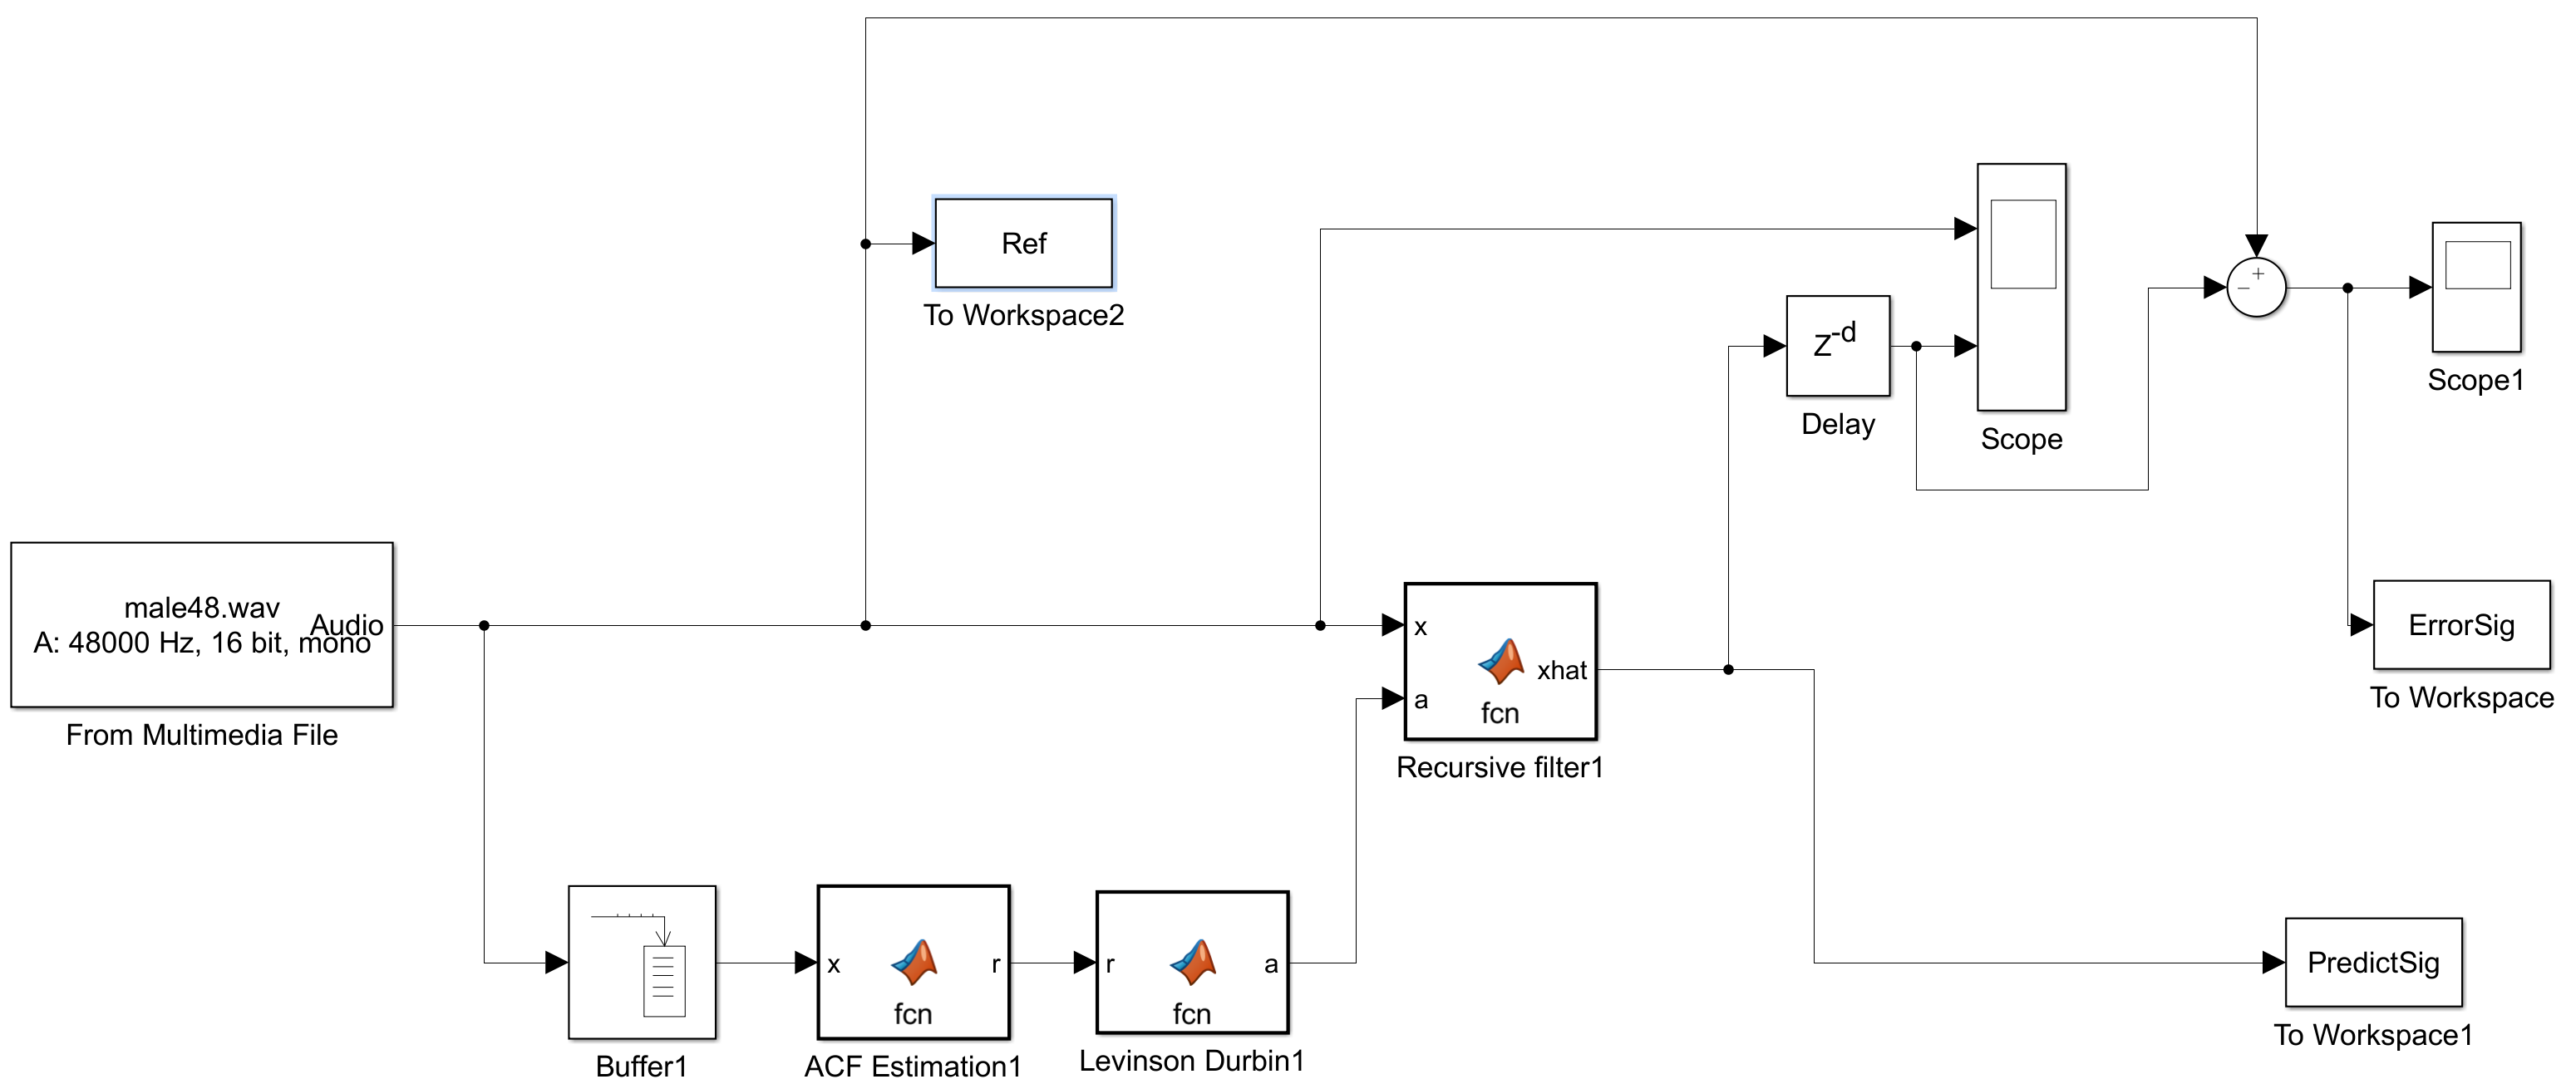 Ref
To Workspace2
z-d
Delay
Scope
+
−
Scope1
male48.wav
Audio
A: 48000 Hz, 16 bit, mono
From Multimedia File
x
a
xhat
fcn
Recursive filter1
ErrorSig
To Workspace
Buffer1
x
r
fcn
ACF Estimation1
r
a
fcn
Levinson Durbin1
PredictSig
To Workspace1